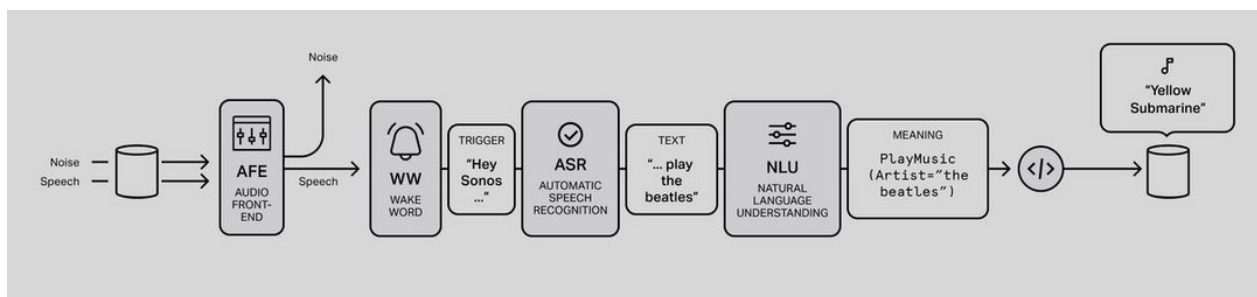 Noise
Speech
AFE
AUDIO
FRONT-
END
Noise
Speech
WW
WAKE
WORD
TRIGGER
“Hey
Sonos
...”
ASR
AUTOMATIC
SPEECH
RECOGNITION
TEXT
“... play
the
beatles”
NLU
NATURAL
LANGUAGE
UNDERSTANDING
MEANING
PlayMusic
(Artist=”the
beatles”)
</>
“Yellow
Submarine”